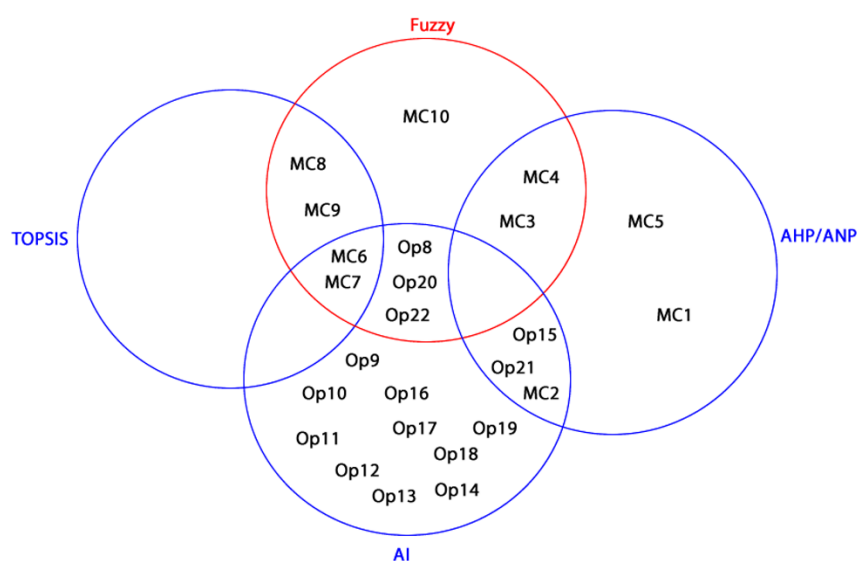 Fuzzy
MC10
MC8
MC4
MC9
MC3
MC5
TOPSIS
AHP/ANP
Op8
MC6
MC7
Op20
Op22
MC1
Op15
Op9
Op21
Op10
Op16
MC2
Op11
Op17
Op19
Op18
Op12
Op13
Op14
AI